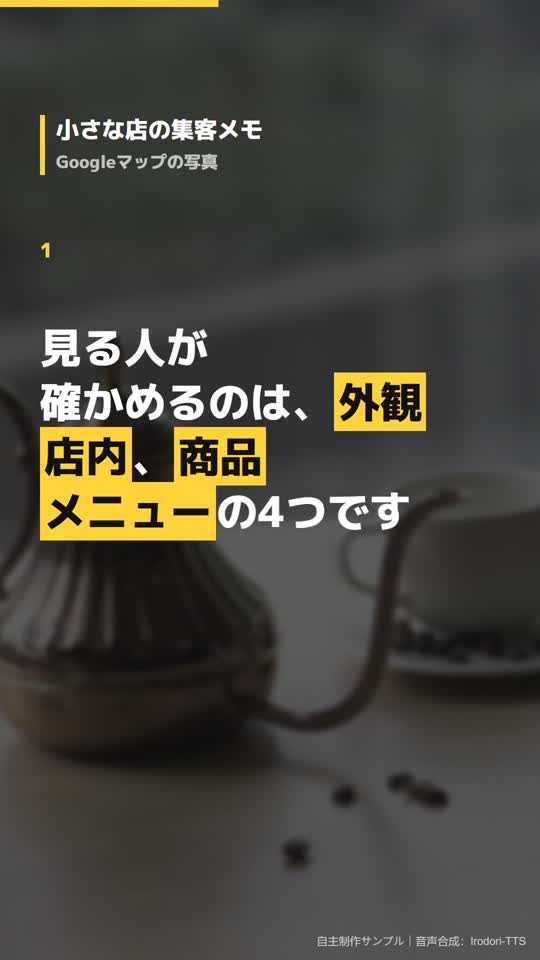 小さな店の集客メモ
Googleマップの写真
1
見る人が
確かめるのは、外観
店内、商品
メニューの4つです
自主制作サンプル｜音声合成：Irodori-TTS